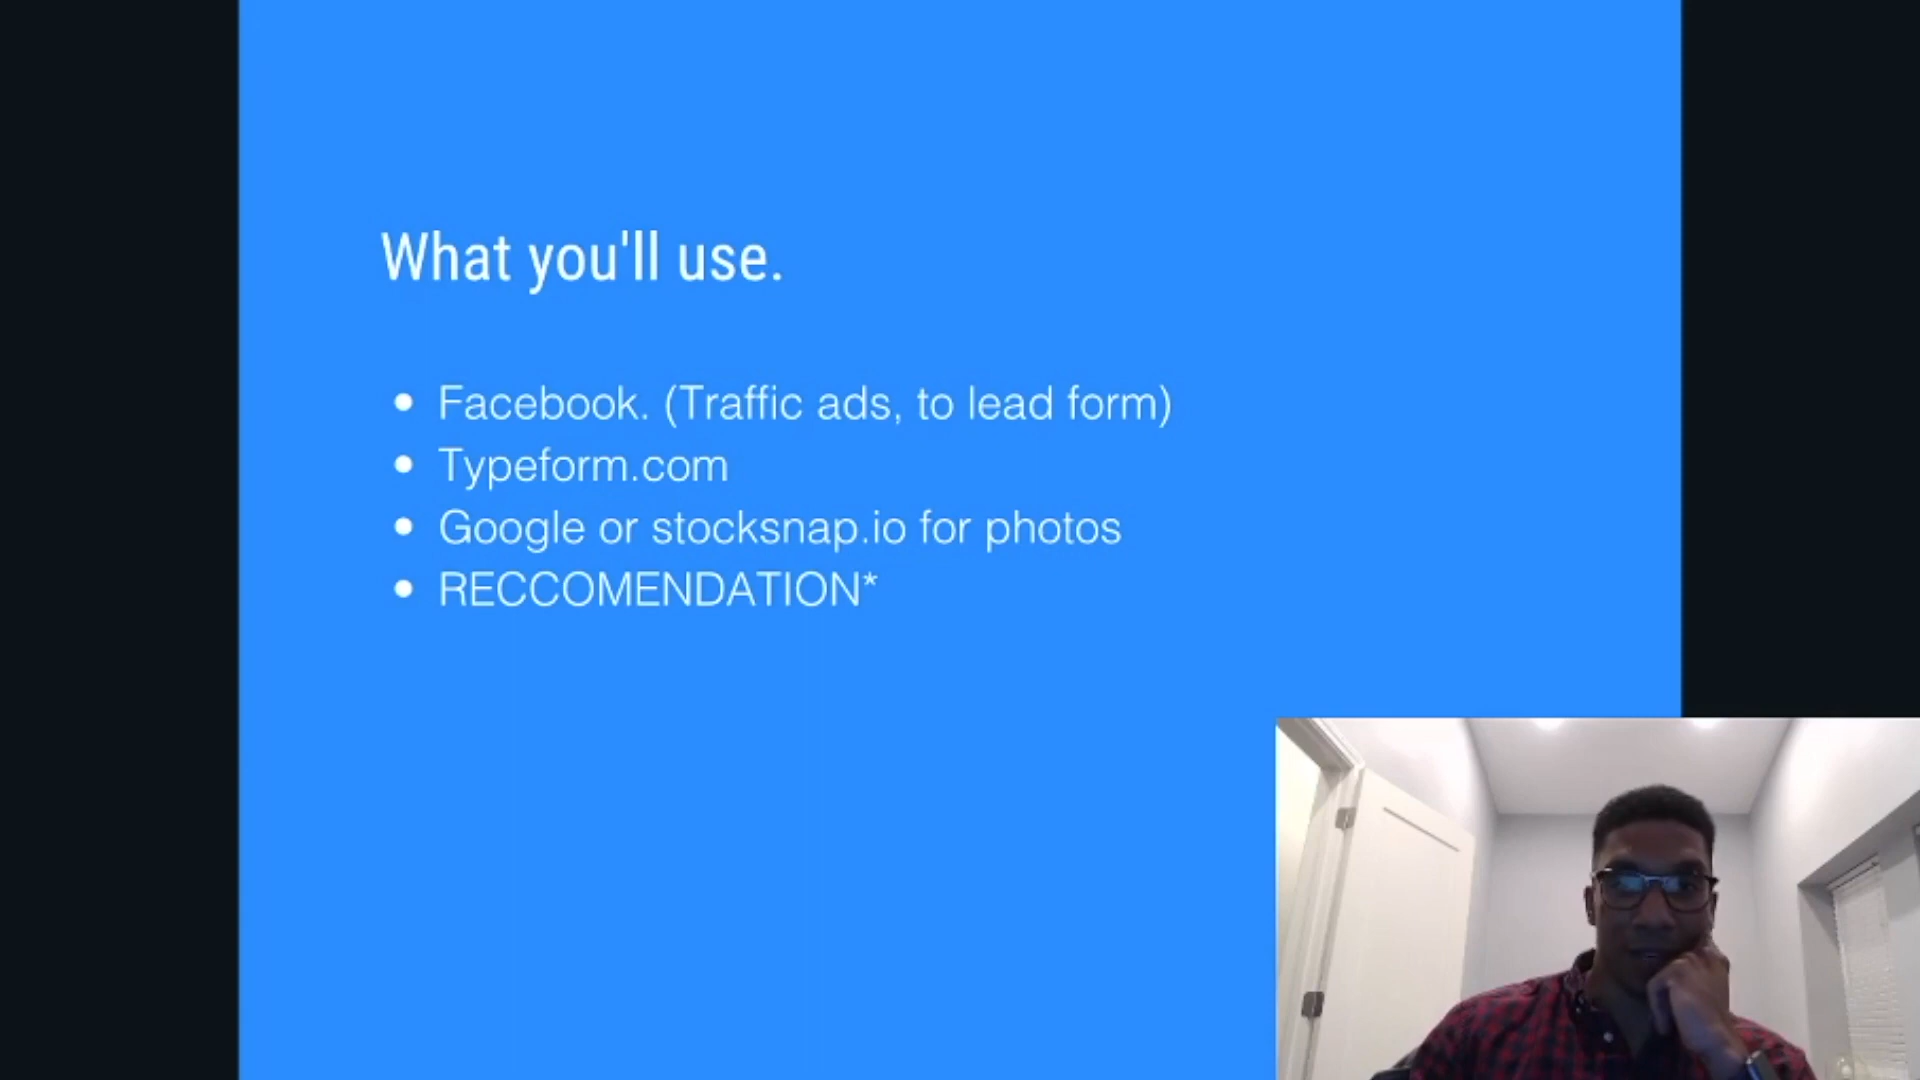 What you'll use.
Facebook. (Traffic ads, to lead form)
Typeform.com
Google or stocksnap.io for photos
RECCOMENDATION*